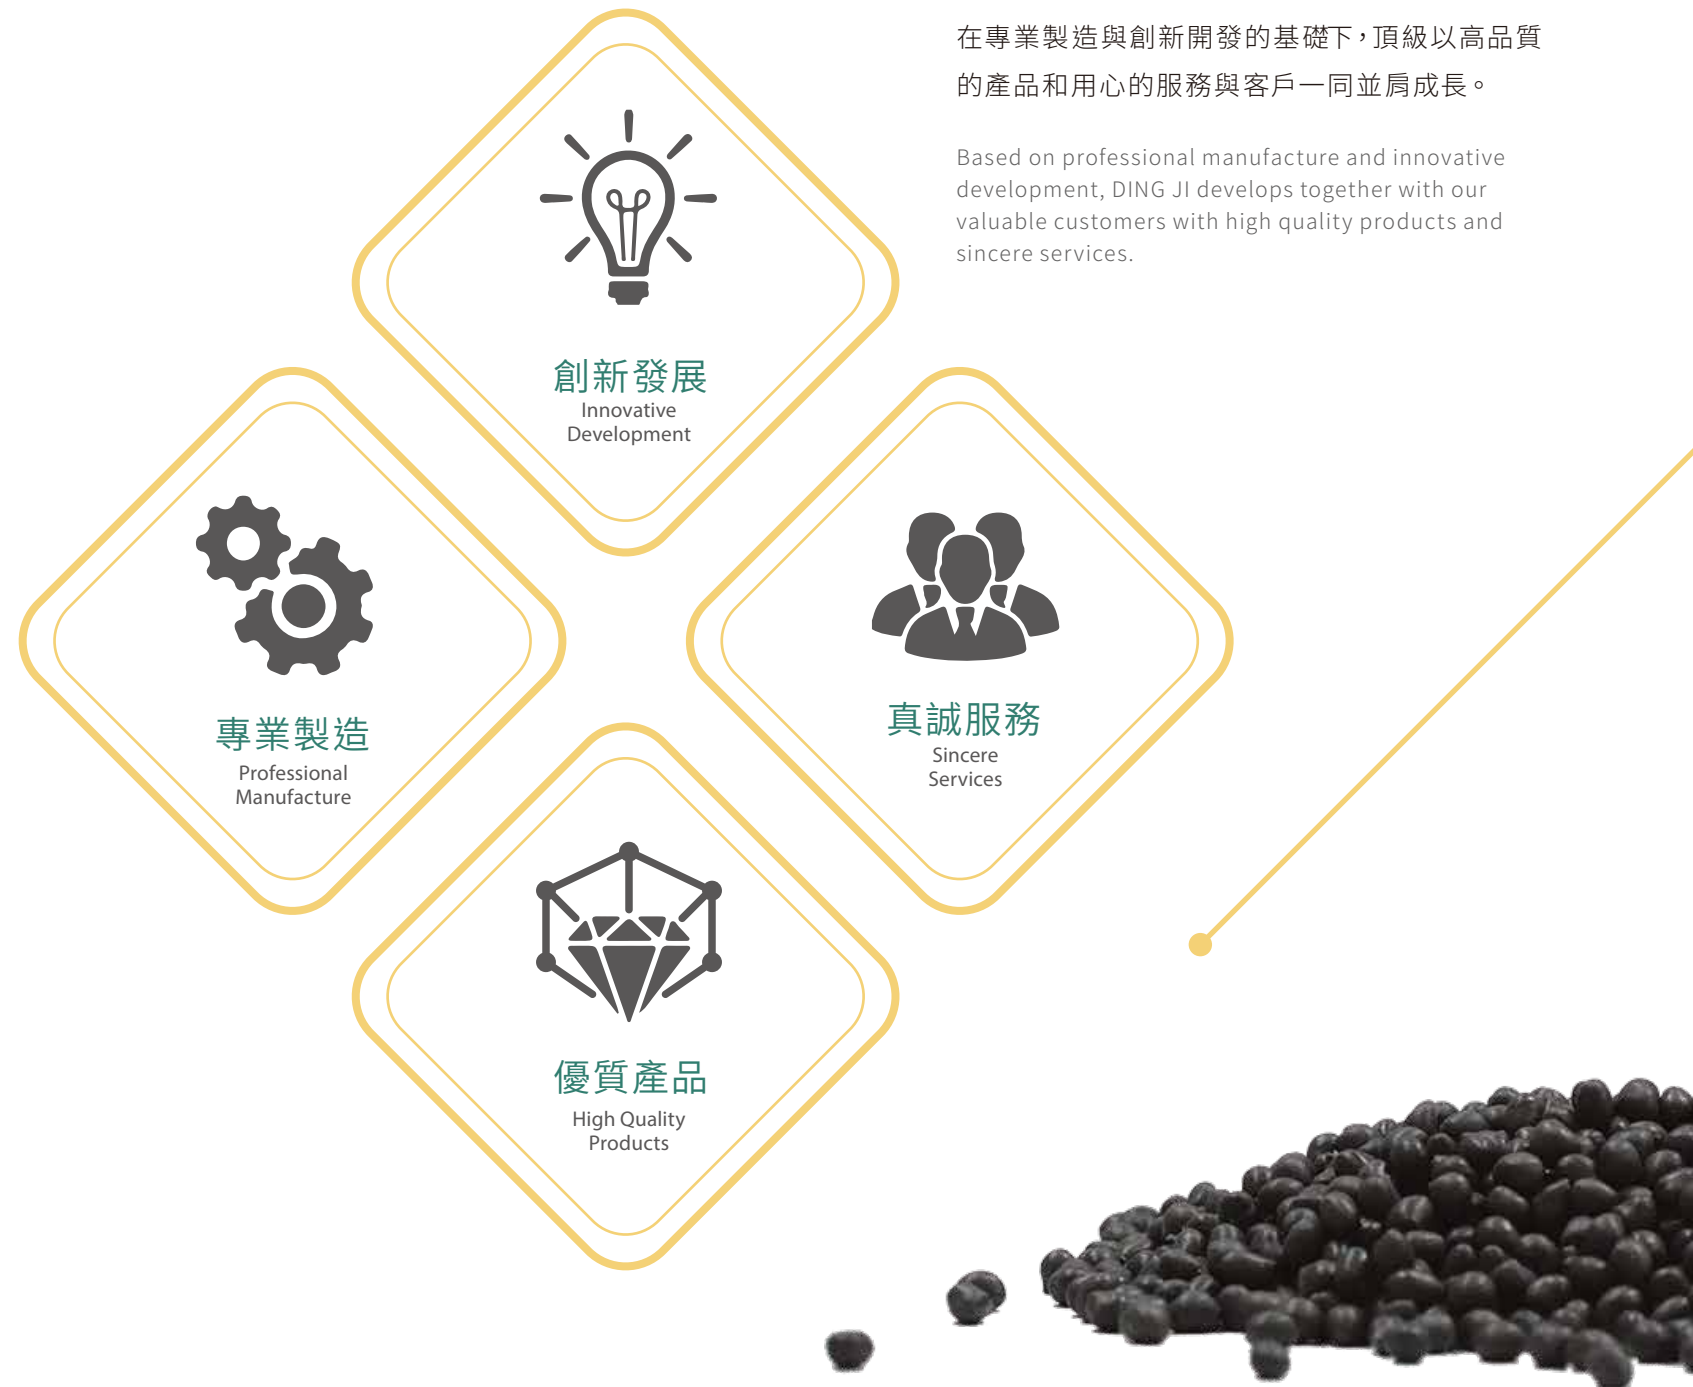 在專業製造與創新開發的基礎下，頂級以高品質
的產品和用心的服務與客戶一同並肩成長。
Based on professional manufacture and innovative
development, DING JI develops together with our
valuable customers with high quality products and
sincere services.
創新發展
Innovative
Development
專業製造
Professional
Manufacture
真誠服務
Sincere
Services
優質產品
High Quality
Products